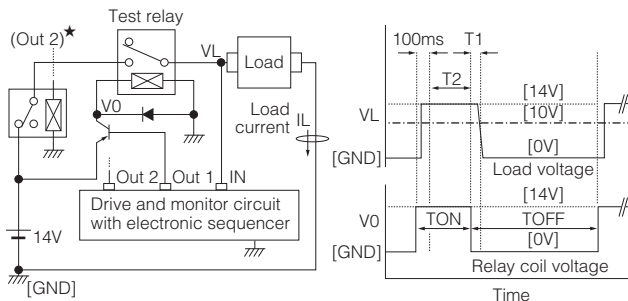 Test relay
(Out 2)★
VL
Load
V0
Load
current
IL
Out 2
Out 1
IN
Drive and monitor circuit
with electronic sequencer
14V
[GND]
100ms
T1
T2
[14V]
VL
[10V]
[0V]
[GND]
Load voltage
[14V]
V0
TON
TOFF
[GND]
[0V]
Relay coil voltage
Time